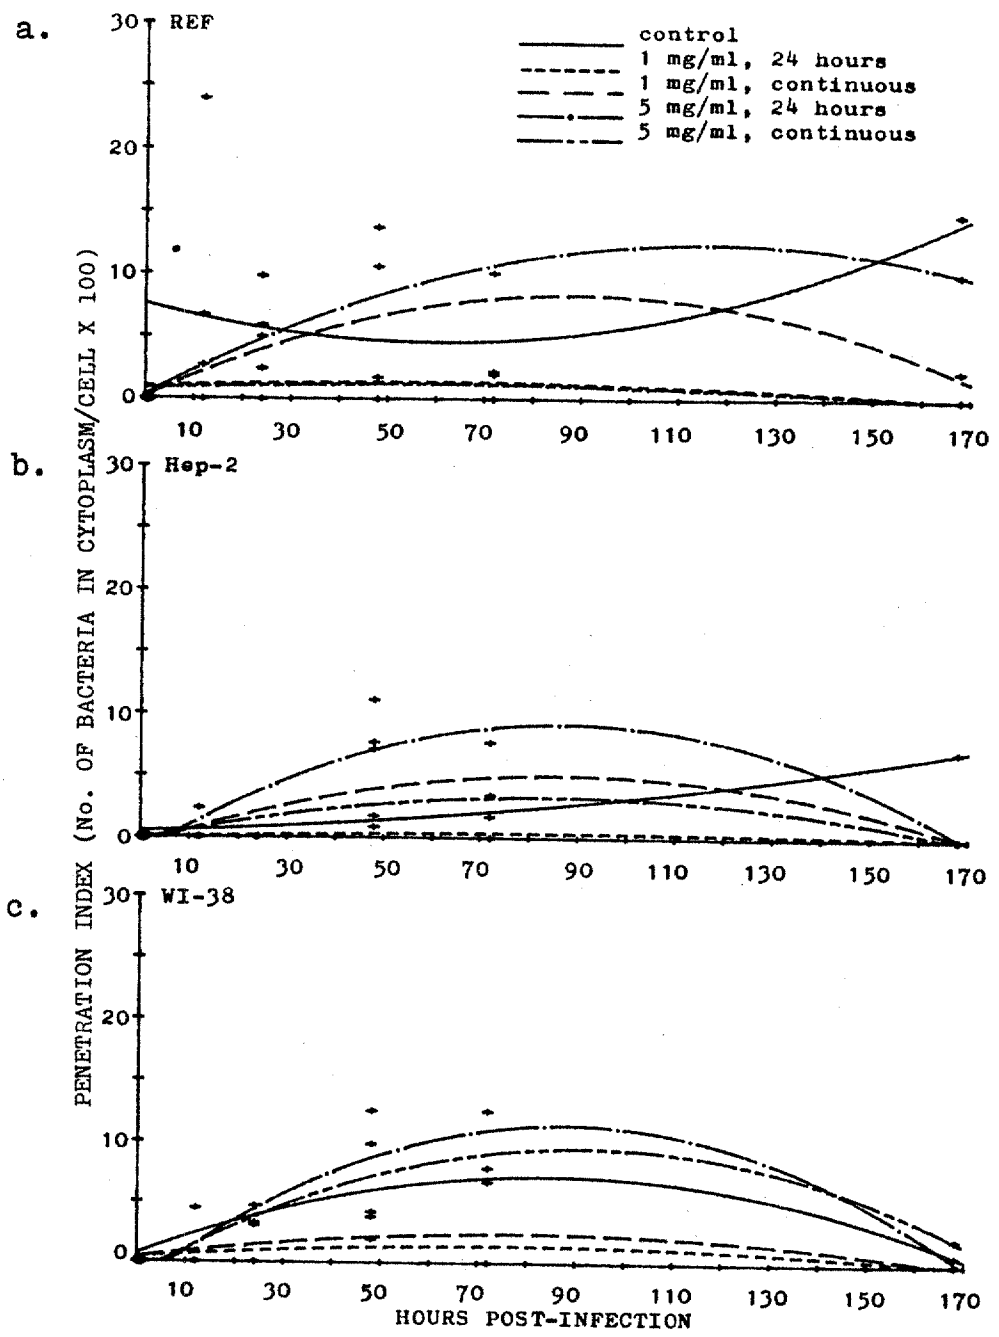 a.
30
REF
control
1 mg/ml, 24 hours
1 mg/ml, continuous
5 mg/ml, 24 hours
5 mg/ml, continuous
20
10
0
10 30 50 70 90 110 130 150 170
b.
30
Hep-2
20
10
0
10 30 50 70 90 110 130 150 170
c.
30
WI-38
20
10
0
10 30 50 70 90 110 130 150 170
HOURS POST-INFECTION
PENETRATION INDEX (No. OF BACTERIA IN CYTOPLASM/CELL X 100)